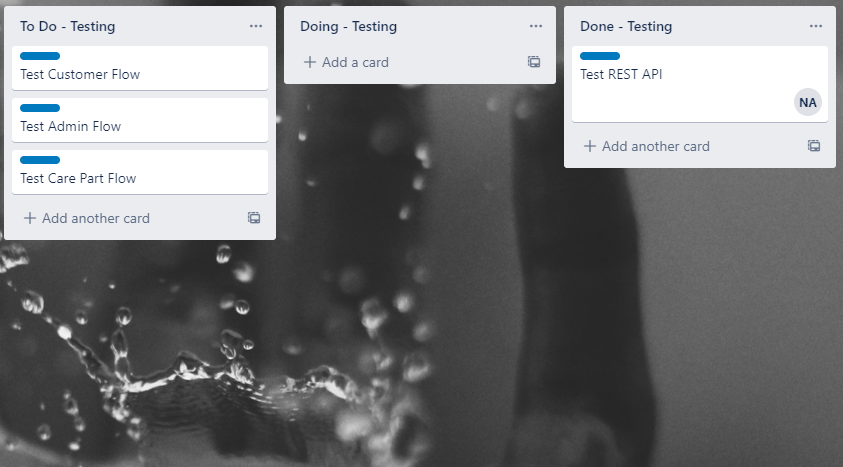 To Do - Testing
Test Customer Flow
Test Admin Flow
Test Care Part Flow
Add another card
Doing - Testing
Add a card
Done - Testing
Test REST API
NA
Add another card